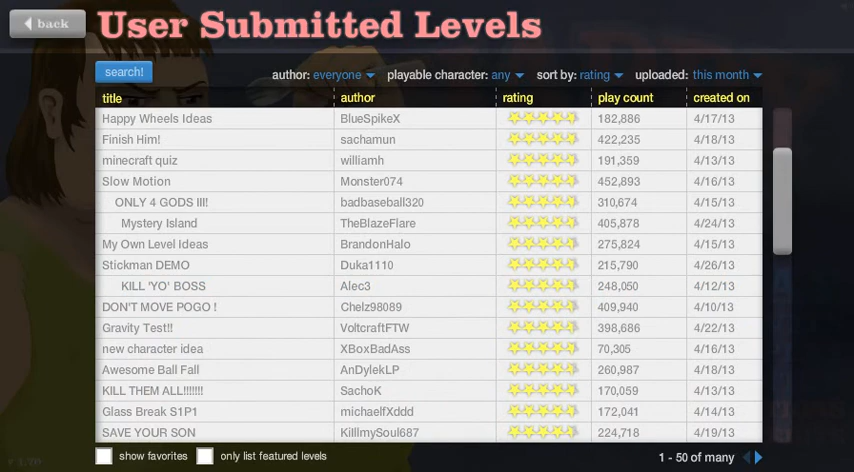 back
User Submitted Levels
search!
author: everyone playable character: any sort by: rating uploaded: this month
title author rating play count created on
Happy Wheels Ideas BlueSpikeX 182,886 4/17/13
Finish Him! sachamun 422,235 4/18/13
minecraft quiz williamh 191,359 4/13/13
Slow Motion Monster074 452,893 4/16/13
ONLY 4 GODS III! badbaseball320 310,674 4/15/13
Mystery Island TheBlazeFlare 405,878 4/24/13
My Own Level Ideas BrandonHalo 275,824 4/15/13
Stickman DEMO Duka1110 215,790 4/26/13
KILL 'YO' BOSS Alec3 248,050 4/12/13
DON'T MOVE POGO ! Chelz98089 409,940 4/10/13
Gravity Test!! VoltcraftFTW 398,686 4/22/13
new character idea XBoxBadAss 70,305 4/16/13
Awesome Ball Fall AnDylekLP 260,987 4/18/13
KILL THEM ALL!!!!!!! SachoK 170,059 4/13/13
Glass Break S1P1 michaelfXddd 172,041 4/14/13
SAVE YOUR SON KiIllmySoul687 224,718 4/19/13
show favorites only list featured levels 1 - 50 of many